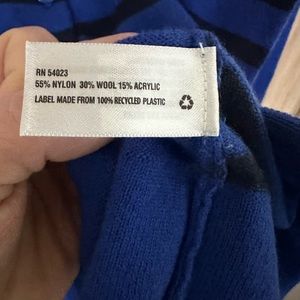 RN 54023
55% NYLON 30% WOOL 15% ACRYLIC
LABEL MADE FROM 100% RECYCLED PLASTIC